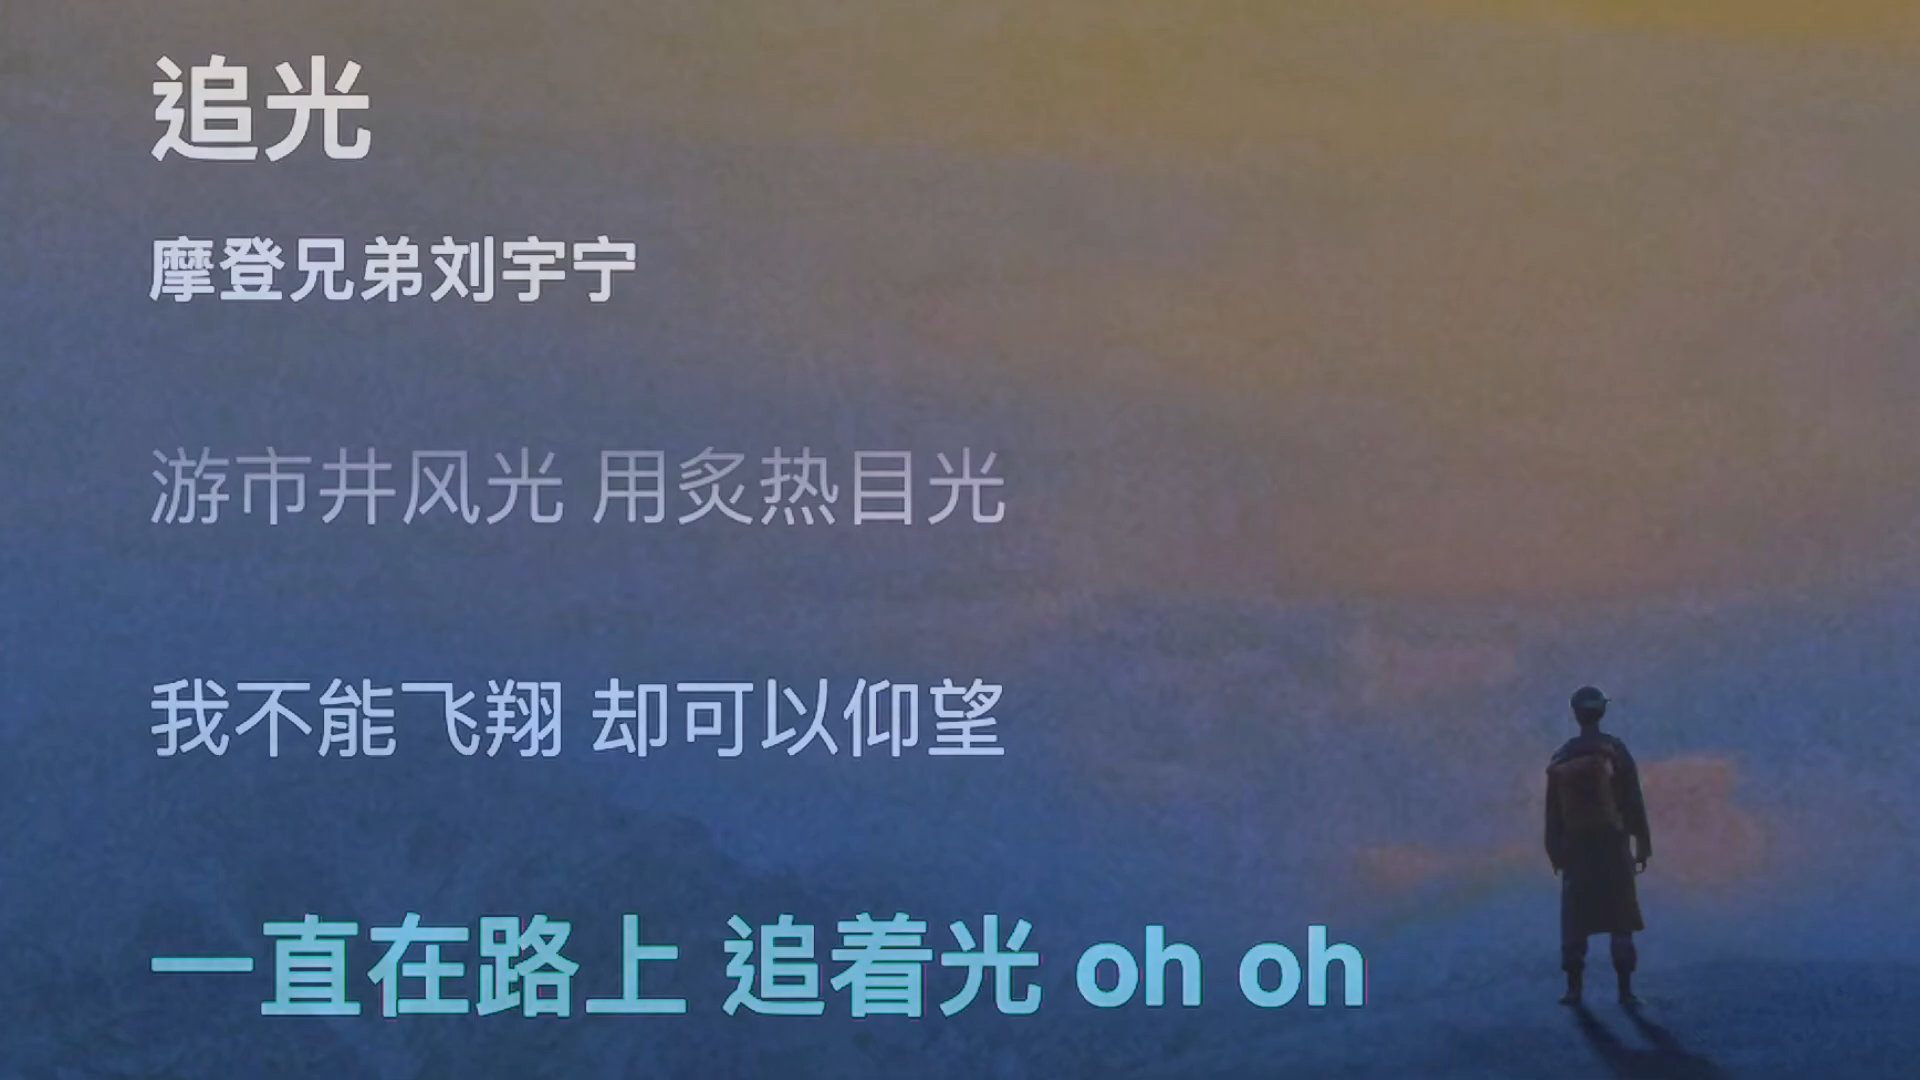 追光
摩登兄弟刘宇宁
游市井风光 用炙热目光
我不能飞翔 却可以仰望
一直在路上 追着光 oh oh